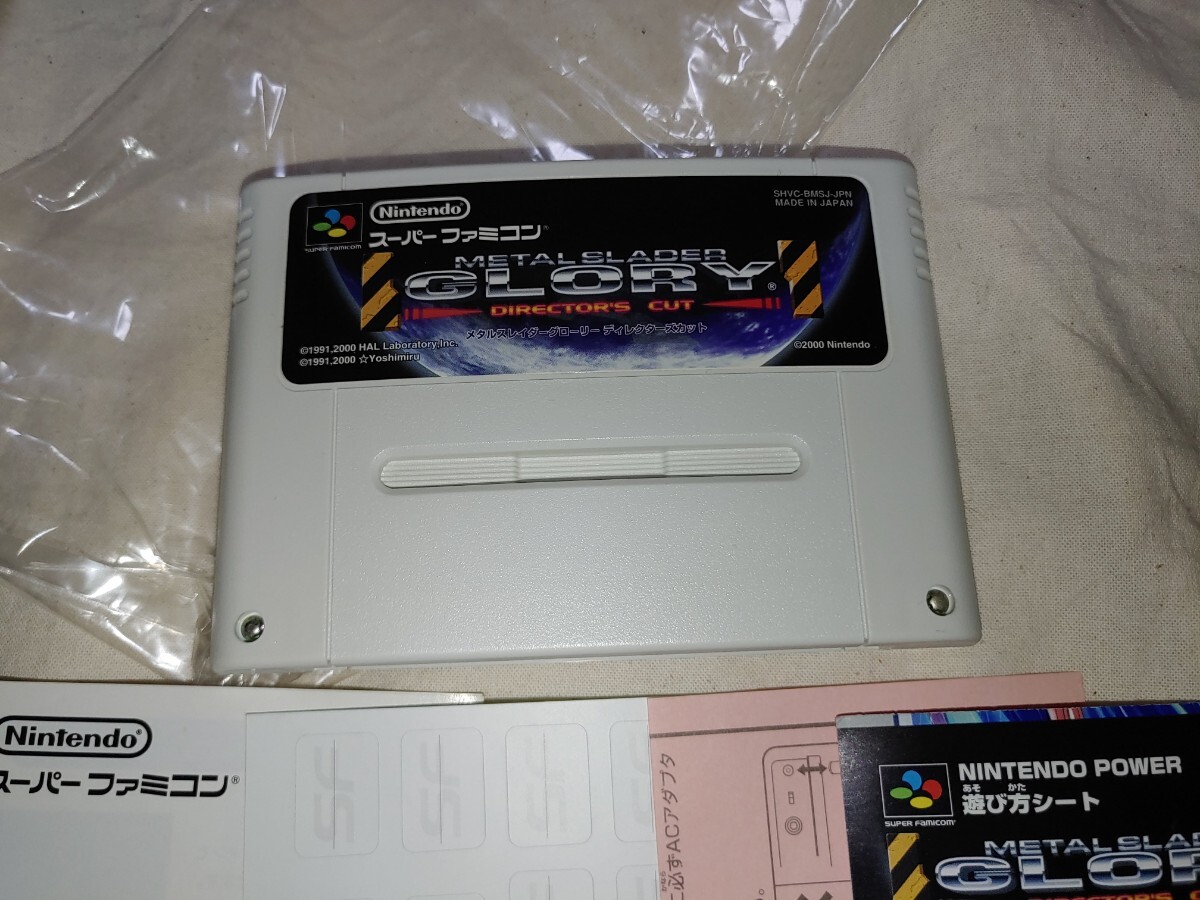 SUPER FAMICOM
Nintendo®
スーパーファミコン®
SHVC-BMSJ-JPN
MADE IN JAPAN
METAL SLADER
GLORY®
DIRECTOR'S CUT
メタルスレイダーグローリー ディレクターズカット
©1991,2000 HAL Laboratory,Inc.
©1991,2000 ☆Yoshimiru
©2000 Nintendo
Nintendo®
スーパーファミコン®
必ずACアダプタ
SUPER FAMICOM®
NINTENDO POWER
あそ かた
遊び方シート
METAL SLAD
GLOR
DIRECTOR'S C